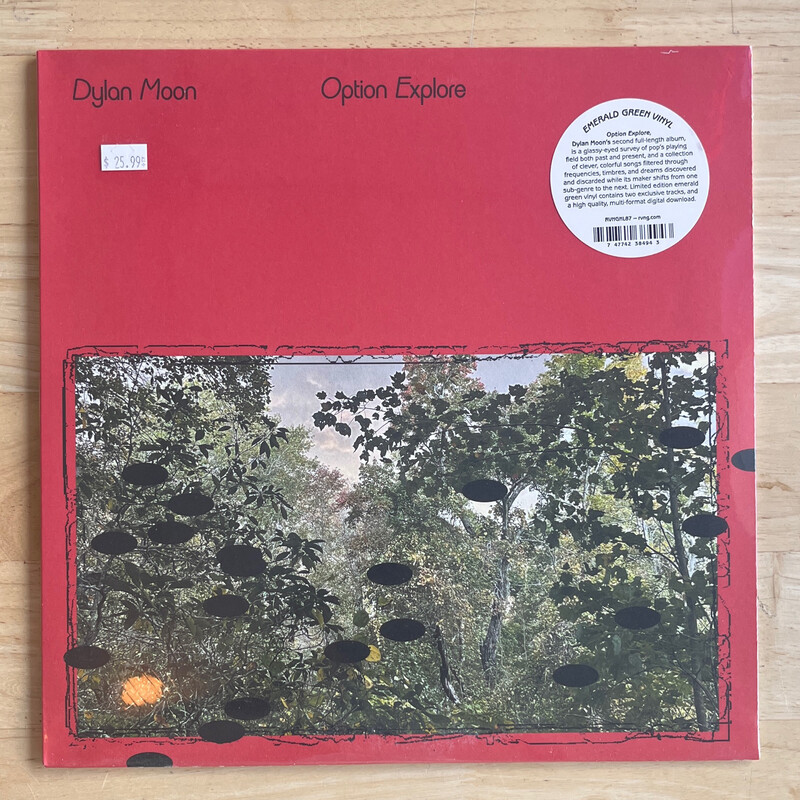 Dylan Moon
Option Explore
$ 25.99
EMERALD GREEN VINYL
Option Explore,
Dylan Moon's second full-length album,
is a glassy-eyed survey of pop's playing
field both past and present, and a collection
of clever, colorful songs filtered through
frequencies, timbres, and dreams discovered
and discarded while its maker shifts from one
sub-genre to the next. Limited edition emerald
green vinyl contains two exclusive tracks, and
a high quality, multi-format digital download.
RVNGNL87 — rvng.com
7 47742 38494 3